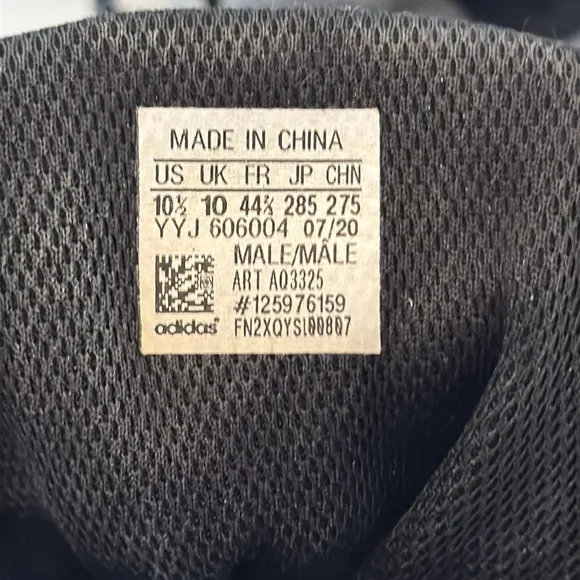 MADE IN CHINA
US UK FR JP CHN
10½ 10 44⅔ 285 275
YYJ 606004 07/20
MALE/MÂLE
ART AQ3325
#125976159
adidas® FN2XQYSL00807